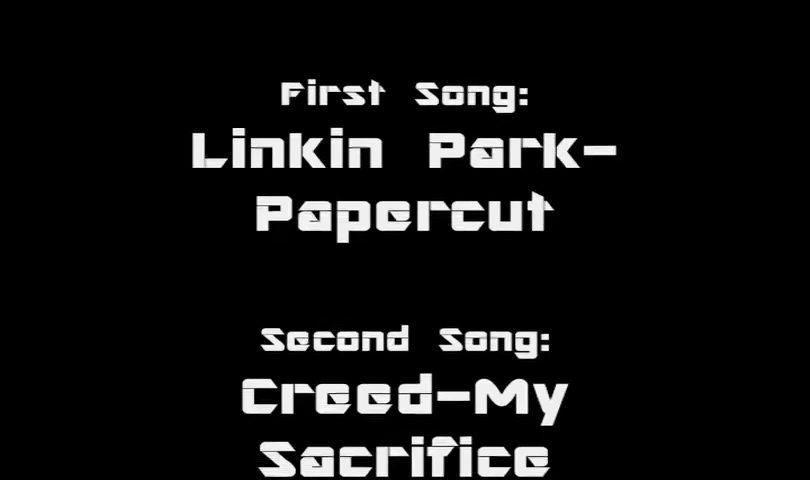 First Song:
Linkin Park-
Papercut
Second Song:
Creed-My
Sacrifice